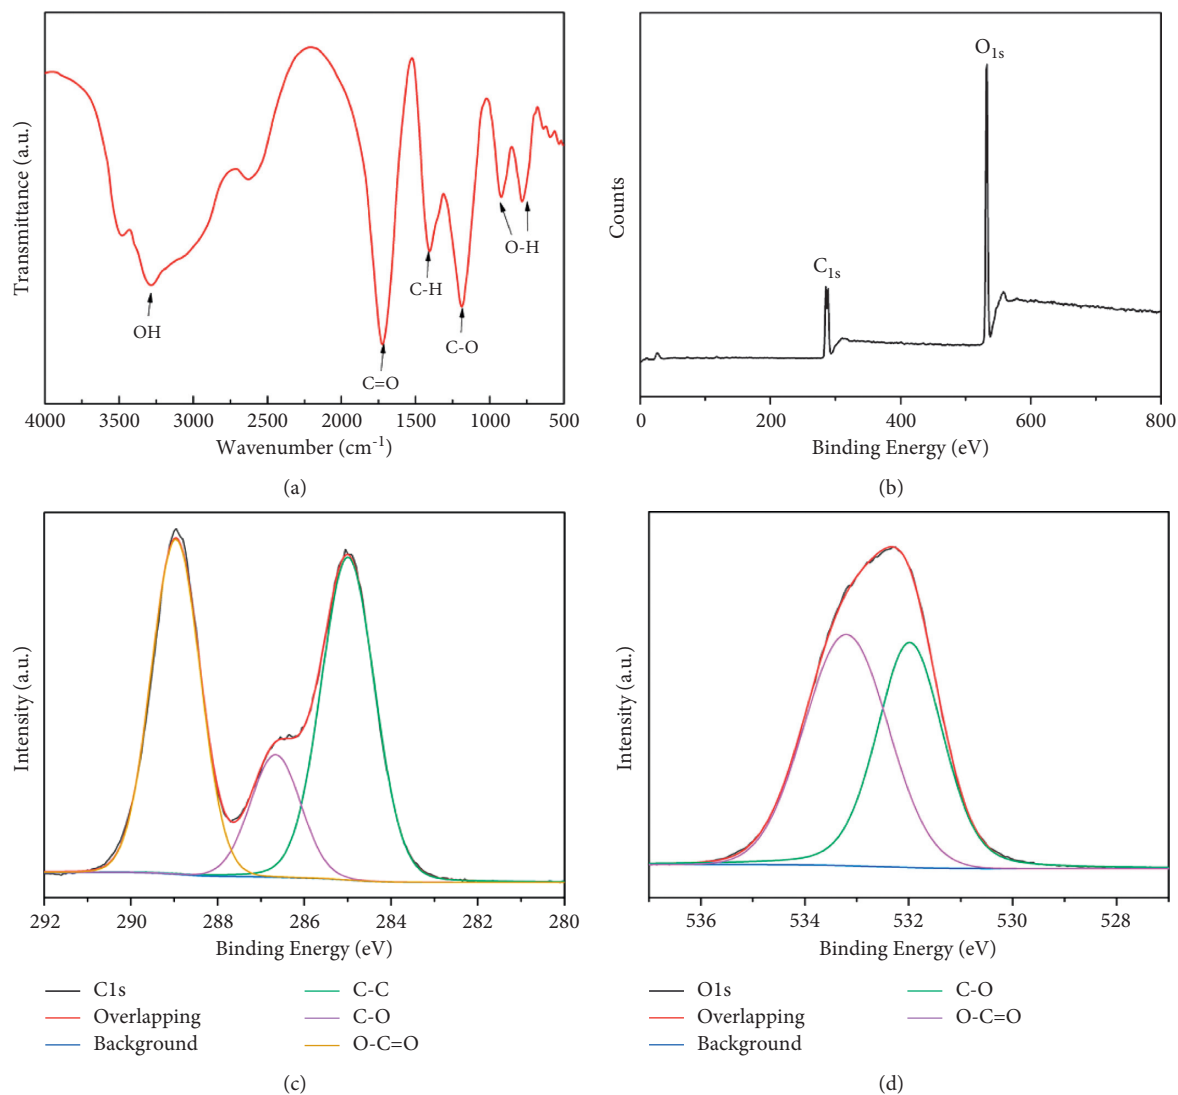 Transmittance (a.u.)
OH
C=O
C-H
C-O
O-H
4000 3500 3000 2500 2000 1500 1000 500
Wavenumber (cm-1)
(a)
Counts
C1s
O1s
0 200 400 600 800
Binding Energy (eV)
(b)
Intensity (a.u.)
292 290 288 286 284 282 280
Binding Energy (eV)
C1s
Overlapping
Background
C-C
C-O
O-C=O
(c)
Intensity (a.u.)
536 534 532 530 528
Binding Energy (eV)
O1s
Overlapping
Background
C-O
O-C=O
(d)